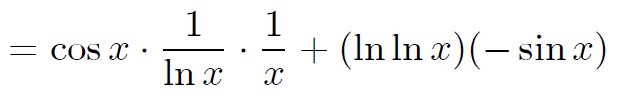 = cos x · 1/ln x · 1/x + (ln ln x)(− sin x)